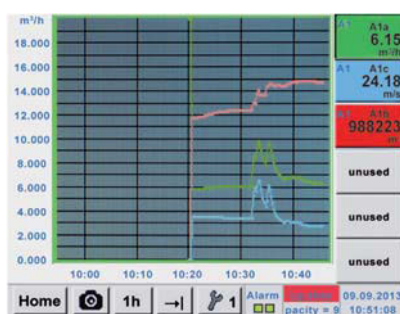 m³/h
18.000
16.000
14.000
12.000
10.000
8.000
6.000
4.000
2.000
0.000
10:00 10:10 10:20 10:30 10:40
A1 A1a
6.15
m³/h
A1 A1c
24.18
m/s
A1 A1b
988223
m³
unused
unused
unused
Home 1h 1
Alarm
pacity = 9
09.09.2013
10:51:08